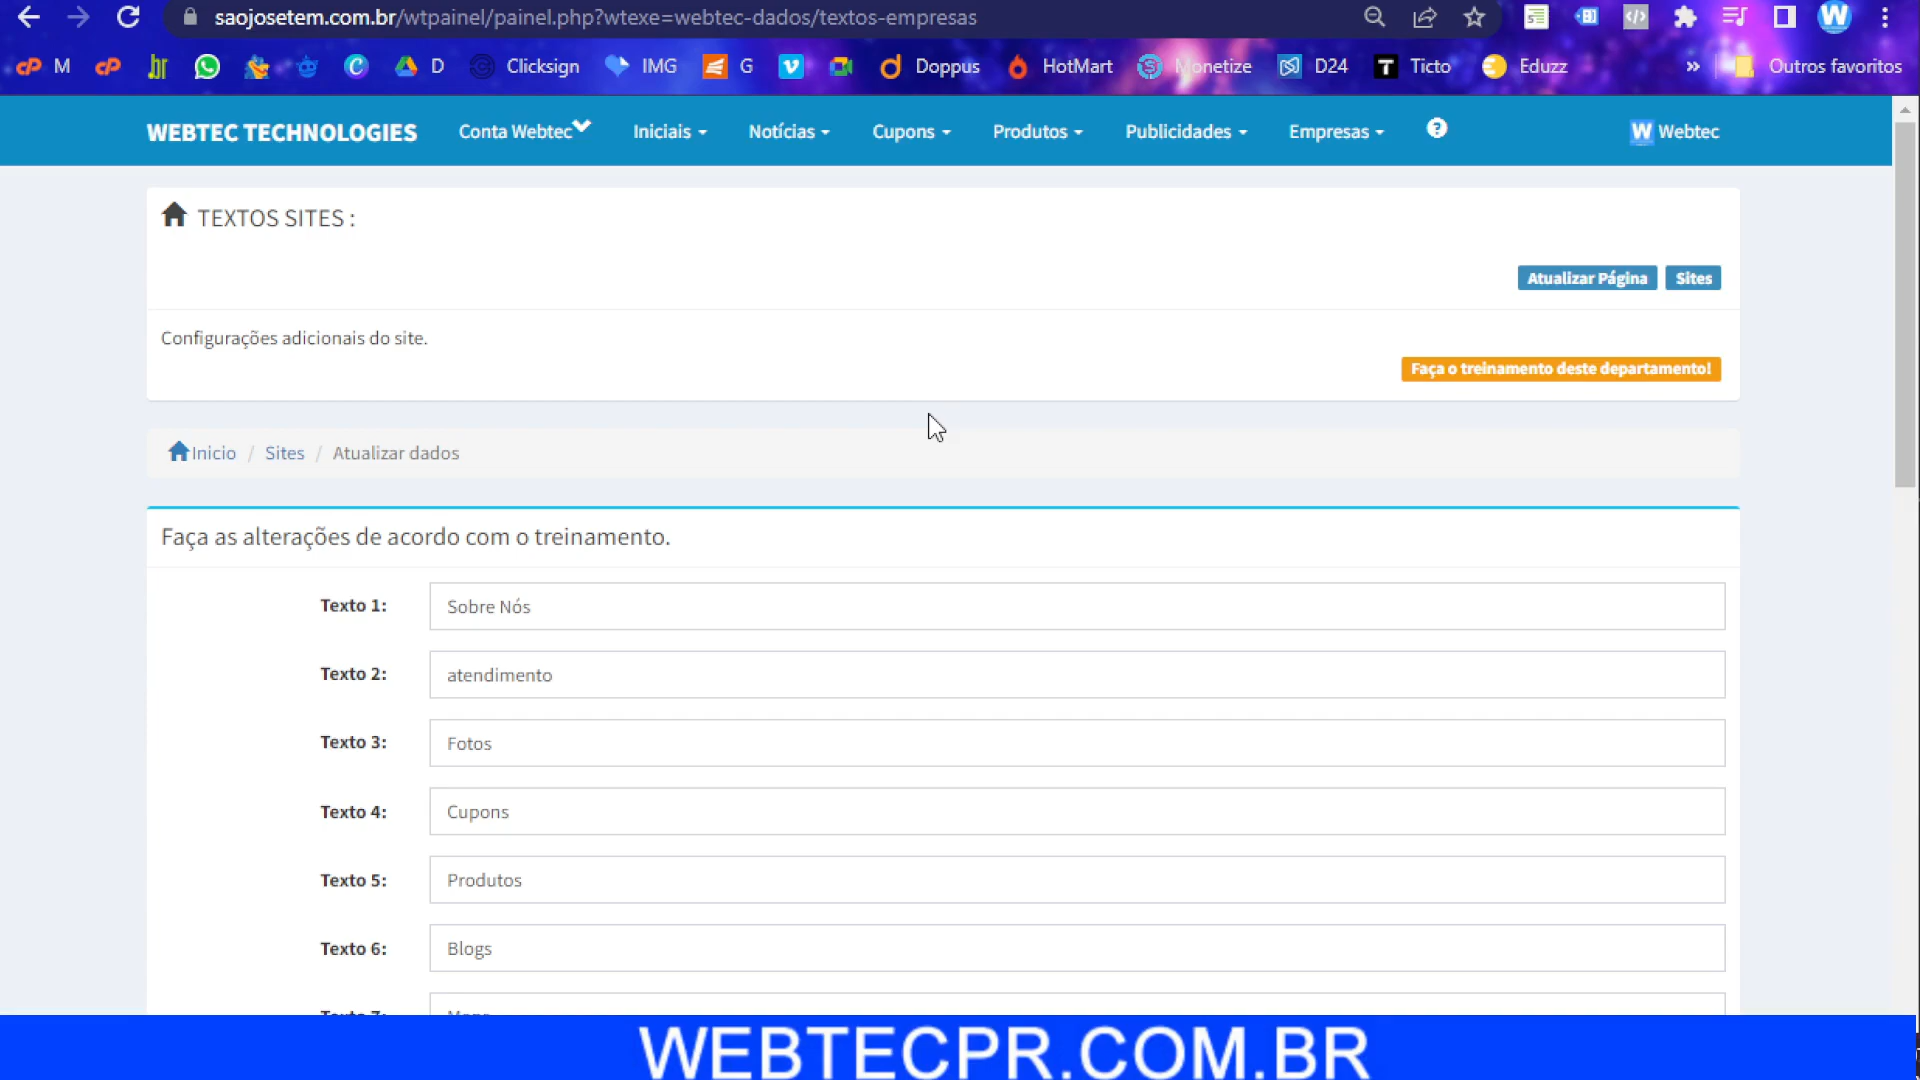 saojosetem.com.br/wtpainel/painel.php?wtexe=webtec-dados/textos-empresas
M D Clicksign IMG G Doppus HotMart Monetize D24 Ticto Eduzz » Outros favoritos
WEBTEC TECHNOLOGIES Conta Webtec Iniciais Notícias Cupons Produtos Publicidades Empresas ? W Webtec
TEXTOS SITES :
Atualizar Página Sites
Configurações adicionais do site.
Faça o treinamento deste departamento!
Inicio / Sites / Atualizar dados
Faça as alterações de acordo com o treinamento.
Texto 1: Sobre Nós
Texto 2: atendimento
Texto 3: Fotos
Texto 4: Cupons
Texto 5: Produtos
Texto 6: Blogs
Texto 7:
WEBTECPR.COM.BR